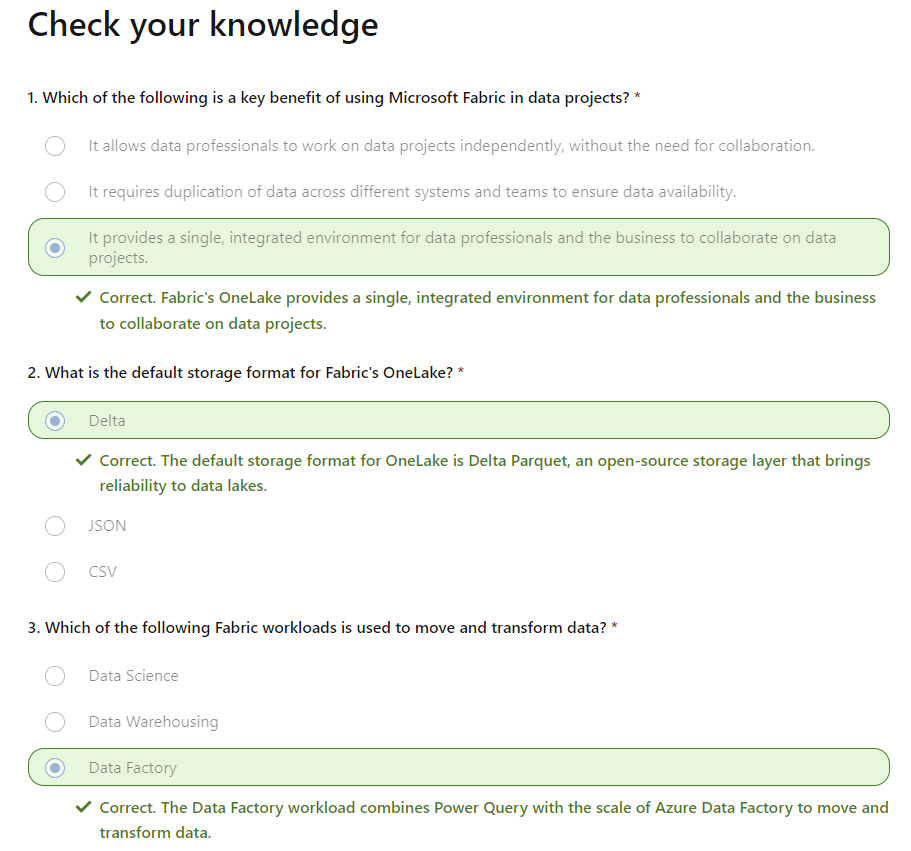 Check your knowledge
1. Which of the following is a key benefit of using Microsoft Fabric in data projects? *
It allows data professionals to work on data projects independently, without the need for collaboration.
It requires duplication of data across different systems and teams to ensure data availability.
It provides a single, integrated environment for data professionals and the business to collaborate on data
projects.
Correct. Fabric's OneLake provides a single, integrated environment for data professionals and the business
to collaborate on data projects.
2. What is the default storage format for Fabric's OneLake? *
Delta
Correct. The default storage format for OneLake is Delta Parquet, an open-source storage layer that brings
reliability to data lakes.
JSON
CSV
3. Which of the following Fabric workloads is used to move and transform data? *
Data Science
Data Warehousing
Data Factory
Correct. The Data Factory workload combines Power Query with the scale of Azure Data Factory to move and
transform data.